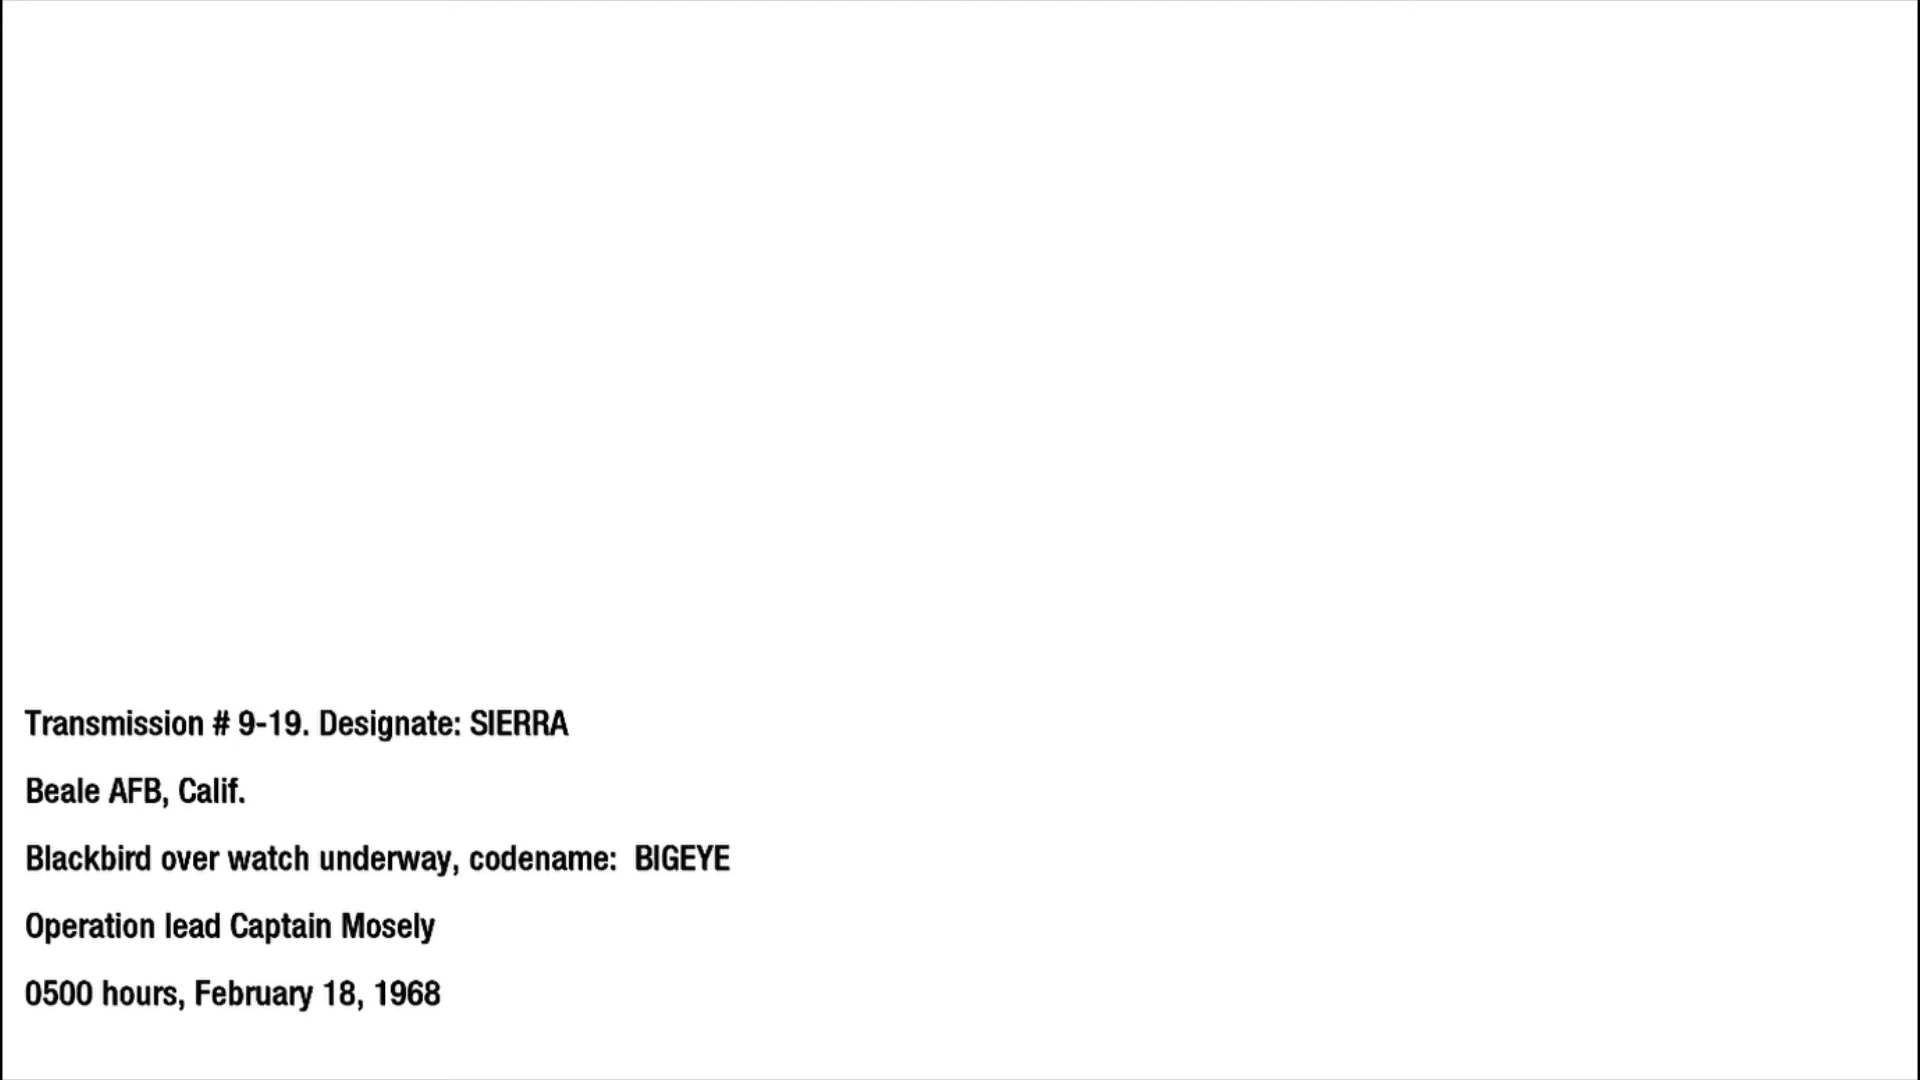 Transmission # 9-19. Designate: SIERRA
Beale AFB, Calif.
Blackbird over watch underway, codename:  BIGEYE
Operation lead Captain Mosely
0500 hours, February 18, 1968